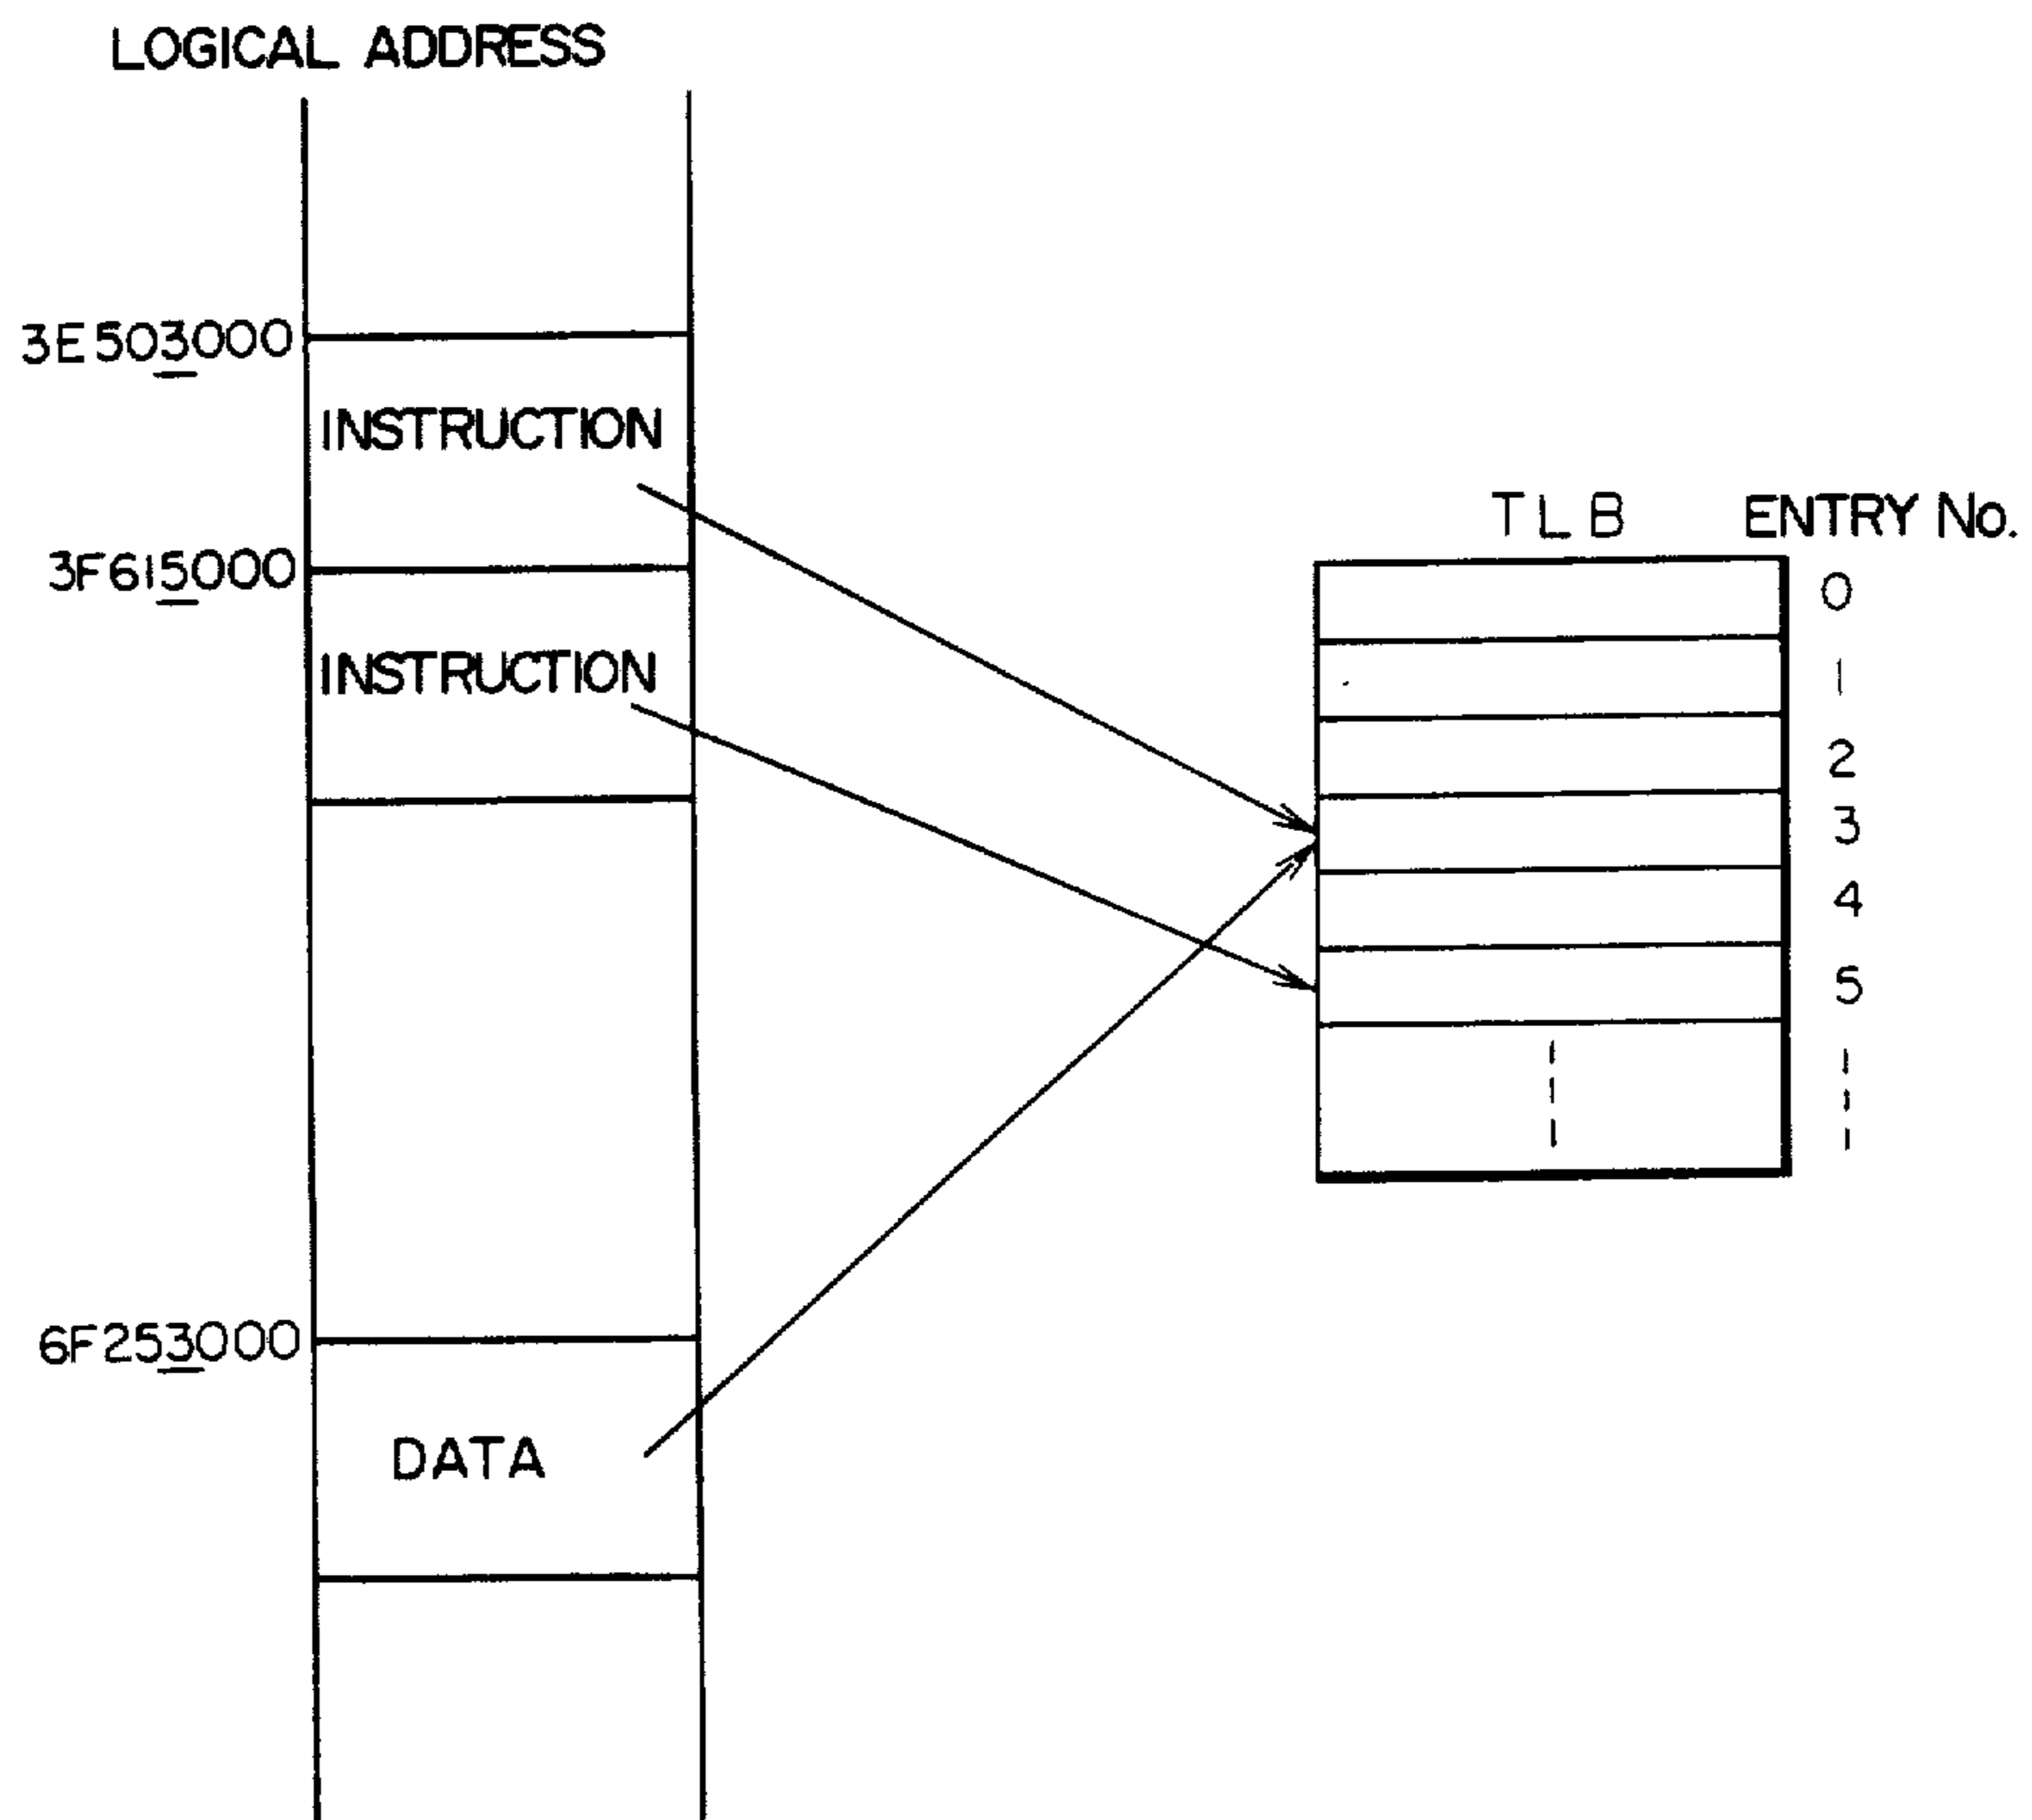 LOGICAL ADDRESS
3E503000
INSTRUCTION
3F615000
INSTRUCTION
6F253000
DATA
TLB ENTRY No.
0
1
2
3
4
5